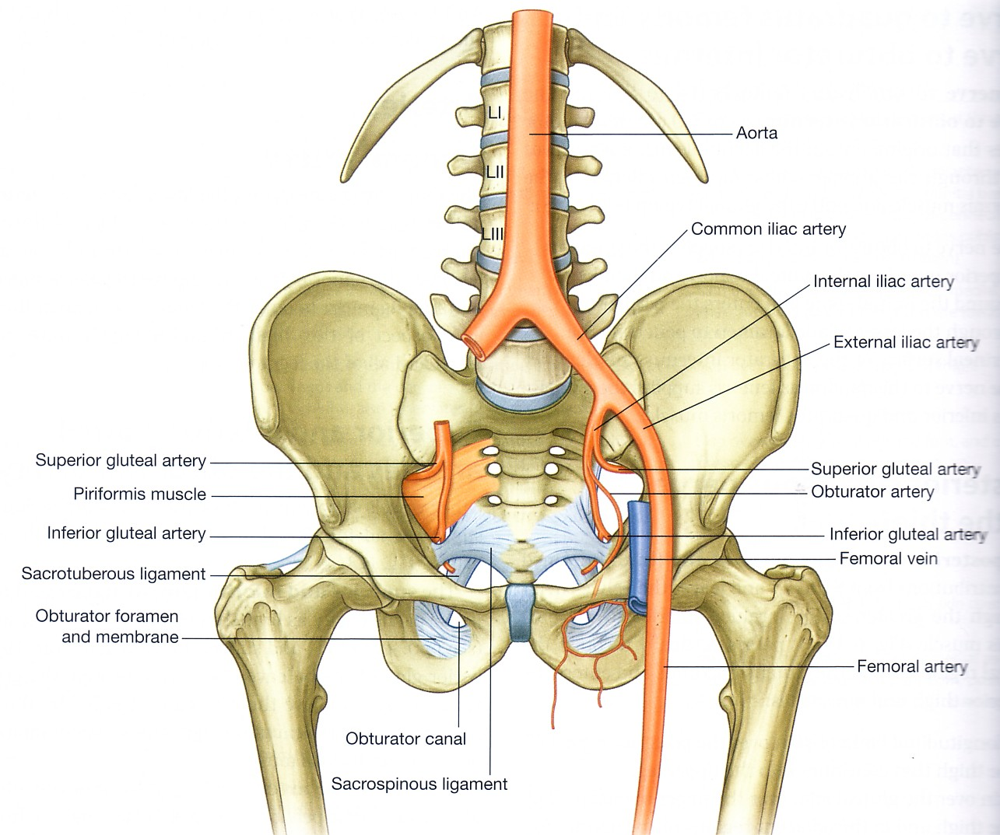 LI
Aorta
LII
Common iliac artery
LIII
Internal iliac artery
External iliac artery
Superior gluteal artery
Superior gluteal artery
Piriformis muscle
Obturator artery
Inferior gluteal artery
Inferior gluteal artery
Femoral vein
Sacrotuberous ligament
Obturator foramen
and membrane
Femoral artery
Obturator canal
Sacrospinous ligament